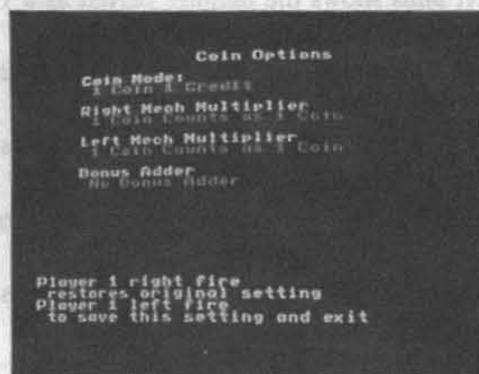 Coin Options
Coin Mode:
1 Coin 1 Credit
Right Mech Multiplier
1 Coin Counts as 1 Coin
Left Mech Multiplier
1 Coin Counts as 1 Coin
Bonus Adder
No Bonus Adder
Player 1 right fire
restores original setting
Player 1 left fire
to save this setting and exit